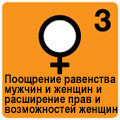 3
Поощрение равенства
мужчин и женщин и
расширение прав и
возможностей женщин